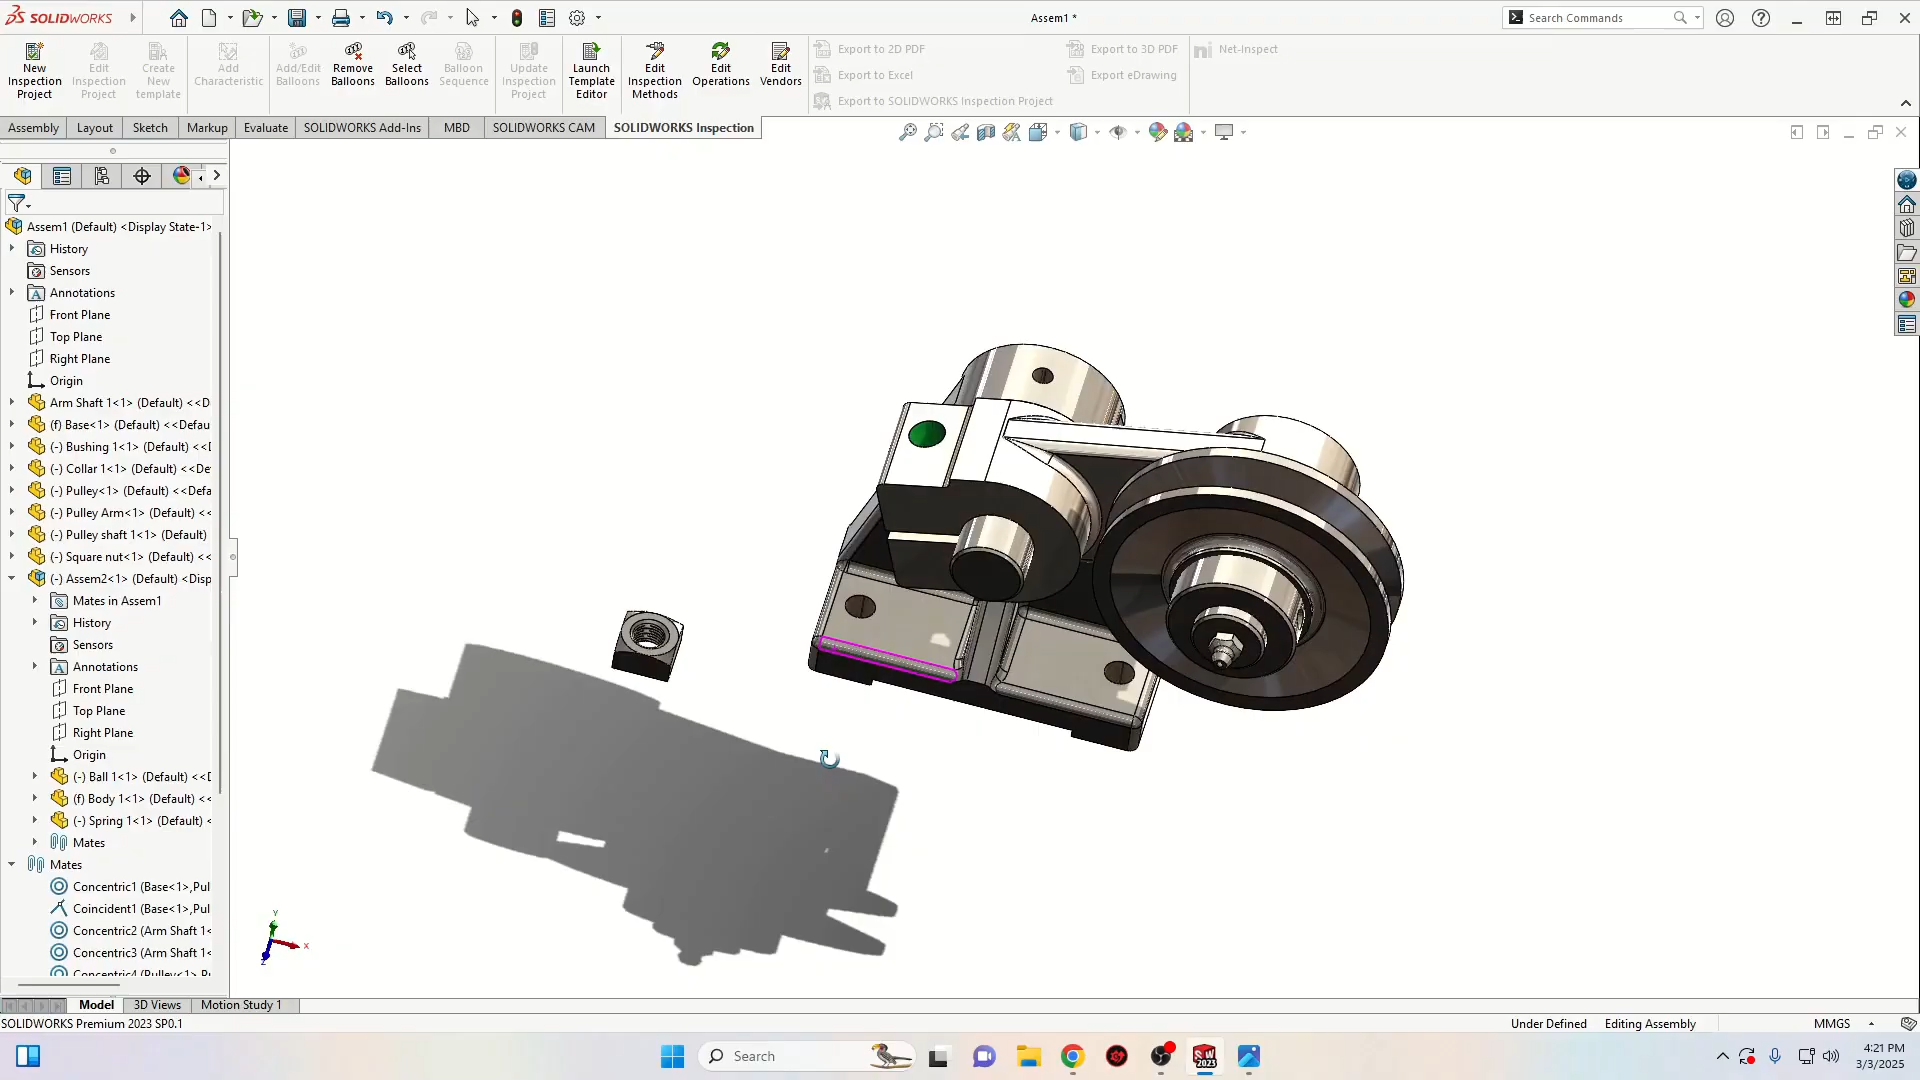 SOLIDWORKS
Assem1 *
Search Commands
New Inspection Project
Edit Inspection Project
Create New template
Add Characteristic
Add/Edit Balloons
Remove Balloons
Select Balloons
Balloon Sequence
Update Inspection Project
Launch Template Editor
Edit Inspection Methods
Edit Operations
Edit Vendors
Export to 2D PDF
Export to Excel
Export to SOLIDWORKS Inspection Project
Export to 3D PDF
Export eDrawing
Net-Inspect
Assembly
Layout
Sketch
Markup
Evaluate
SOLIDWORKS Add-Ins
MBD
SOLIDWORKS CAM
SOLIDWORKS Inspection
Assem1 (Default) <Display State-1>
History
Sensors
Annotations
Front Plane
Top Plane
Right Plane
Origin
Arm Shaft 1<1> (Default) <<D
(f) Base<1> (Default) <<Defau
(-) Bushing 1<1> (Default) <<[
(-) Collar 1<1> (Default) <<De
(-) Pulley<1> (Default) <<Defa
(-) Pulley Arm<1> (Default) <
(-) Pulley shaft 1<1> (Default)
(-) Square nut<1> (Default) <<
(-) Assem2<1> (Default) <Disp
Mates in Assem1
History
Sensors
Annotations
Front Plane
Top Plane
Right Plane
Origin
(-) Ball 1<1> (Default) <<D
(f) Body 1<1> (Default) <<
(-) Spring 1<1> (Default) <
Mates
Mates
Concentric1 (Base<1>,Pul
Coincident1 (Base<1>,Pul
Concentric2 (Arm Shaft 1<
Concentric3 (Arm Shaft 1<
Y
X
Z
Model
3D Views
Motion Study 1
SOLIDWORKS Premium 2023 SP0.1
Under Defined
Editing Assembly
MMGS
Search
SW
2023
4:21 PM
3/3/2025